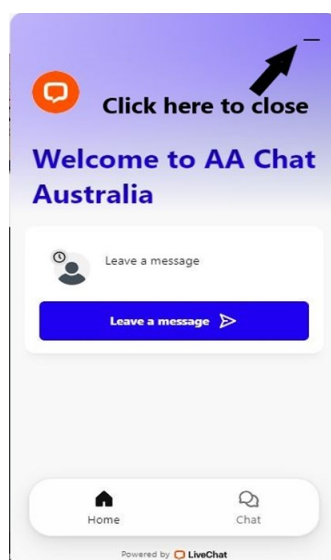 Click here to close
Welcome to AA Chat
Australia
Leave a message
Leave a message
Home
Chat
Powered by LiveChat